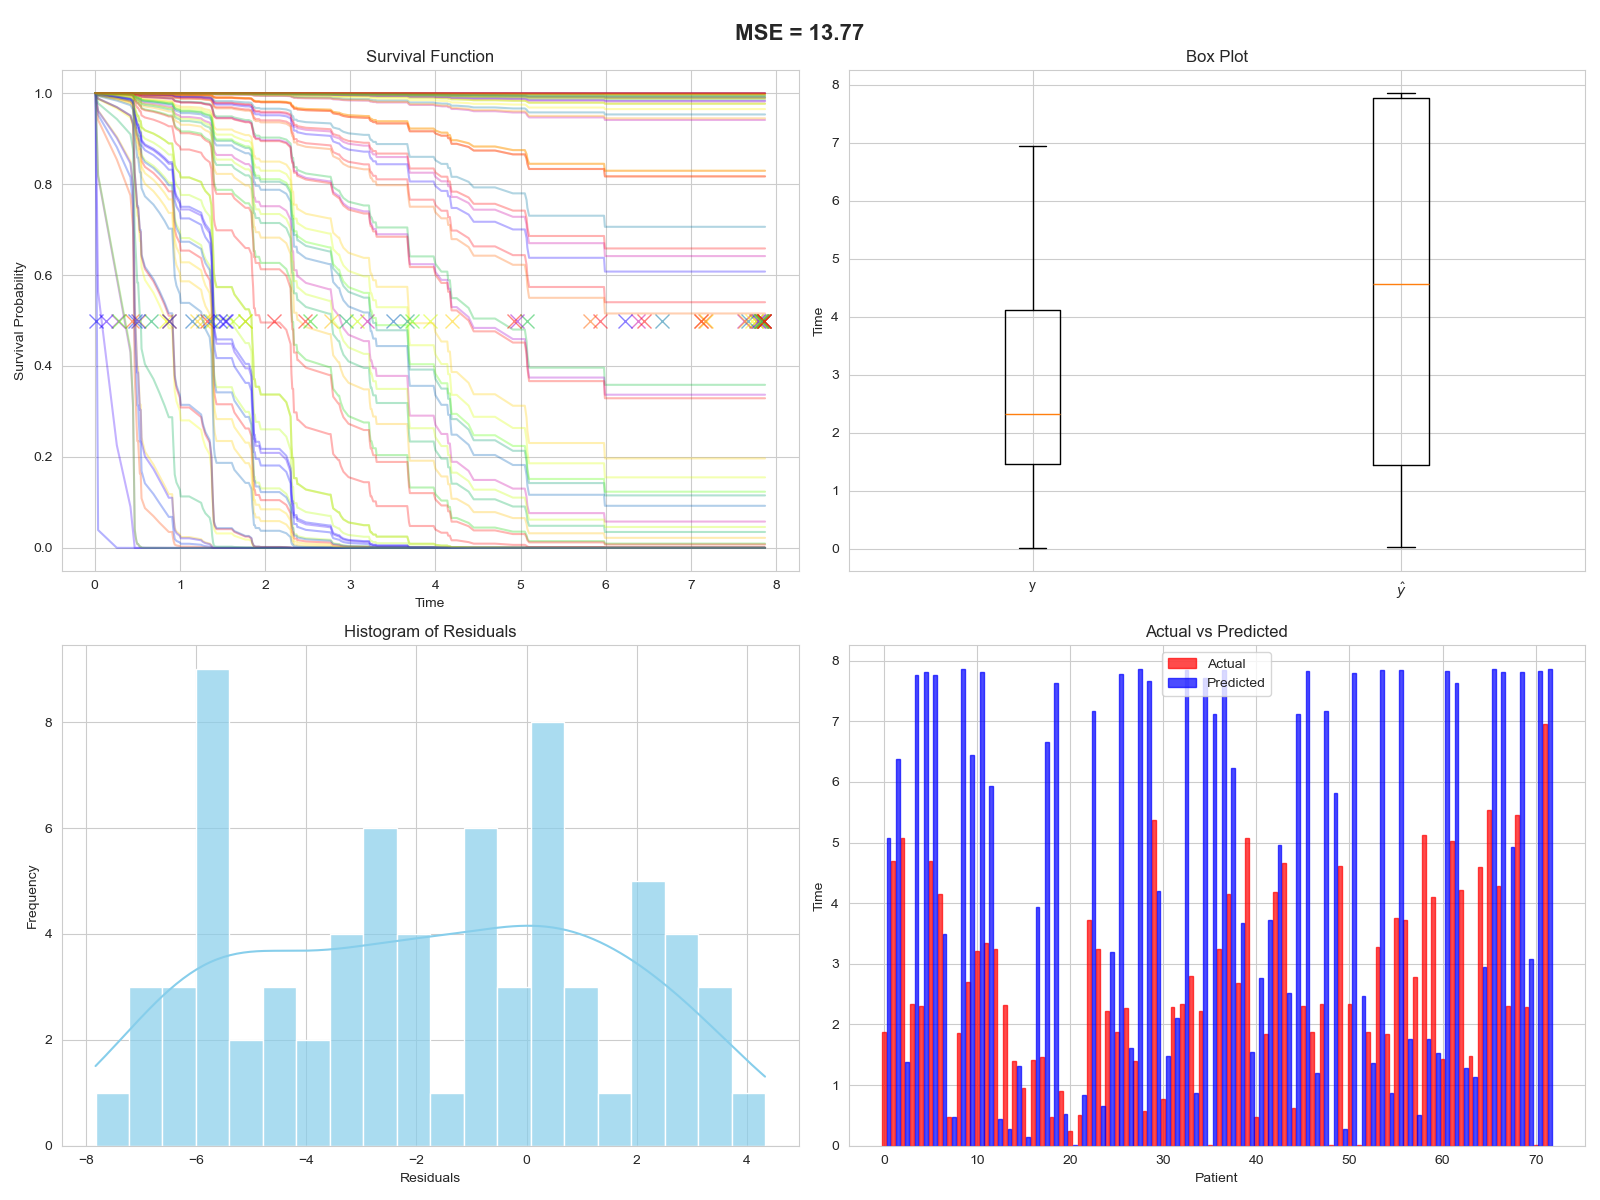 MSE = 13.77
Survival Function
1.0
0.8
0.6
0.4
0.2
0.0
Survival Probability
0 1 2 3 4 5 6 7 8
Time
Box Plot
8
7
6
5
4
3
2
1
0
Time
y ŷ
Histogram of Residuals
8
6
4
2
0
Frequency
−8 −6 −4 −2 0 2 4
Residuals
Actual vs Predicted
Actual
Predicted
8
7
6
5
4
3
2
1
0
Time
0 10 20 30 40 50 60 70
Patient